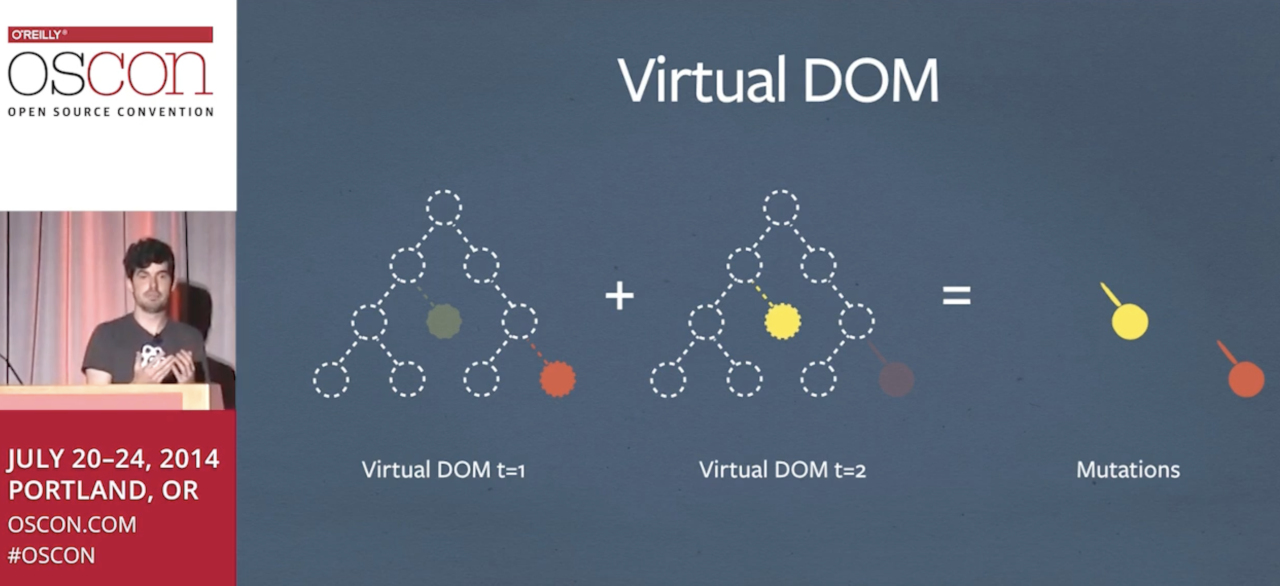 O'REILLY®
OSCON
OPEN SOURCE CONVENTION
JULY 20–24, 2014
PORTLAND, OR
OSCON.COM
#OSCON
Virtual DOM
+
=
Virtual DOM t=1
Virtual DOM t=2
Mutations